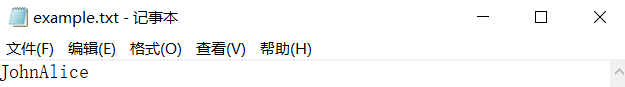 example.txt - 记事本
文件(F) 编辑(E) 格式(O) 查看(V) 帮助(H)
JohnAlice